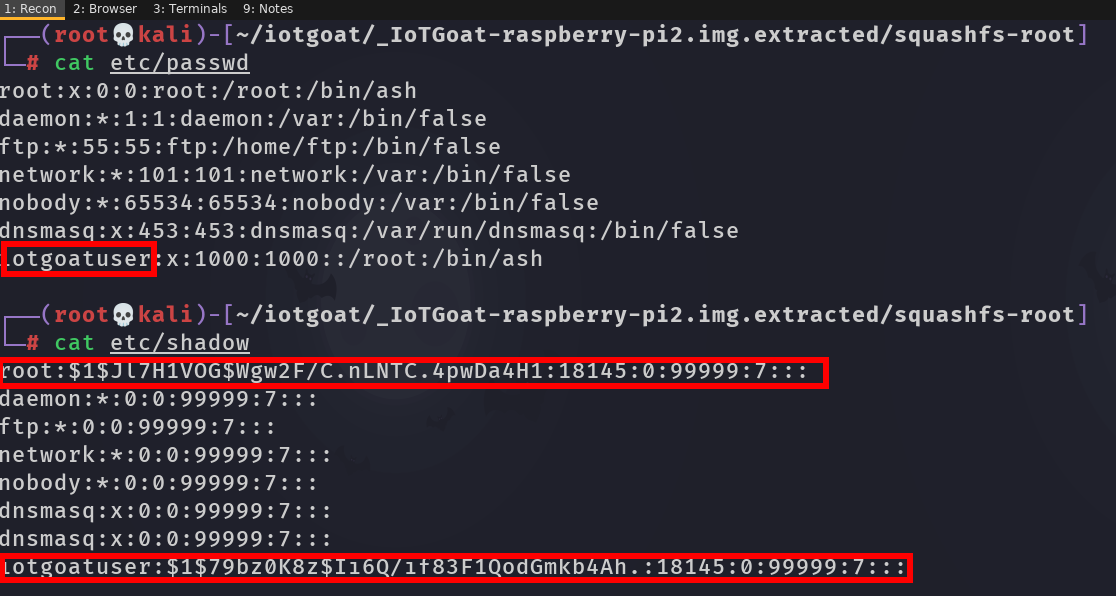 1: Recon 2: Browser 3: Terminals 9: Notes
(root💀kali)-[~/iotgoat/_IoTGoat-raspberry-pi2.img.extracted/squashfs-root]
# cat etc/passwd
root:x:0:0:root:/root:/bin/ash
daemon:*:1:1:daemon:/var:/bin/false
ftp:*:55:55:ftp:/home/ftp:/bin/false
network:*:101:101:network:/var:/bin/false
nobody:*:65534:65534:nobody:/var:/bin/false
dnsmasq:x:453:453:dnsmasq:/var/run/dnsmasq:/bin/false
iotgoatuser:x:1000:1000::/root:/bin/ash
(root💀kali)-[~/iotgoat/_IoTGoat-raspberry-pi2.img.extracted/squashfs-root]
# cat etc/shadow
root:$1$Jl7H1VOG$Wgw2F/C.nLNTC.4pwDa4H1:18145:0:99999:7:::
daemon:*:0:0:99999:7:::
ftp:*:0:0:99999:7:::
network:*:0:0:99999:7:::
nobody:*:0:0:99999:7:::
dnsmasq:x:0:0:99999:7:::
dnsmasq:x:0:0:99999:7:::
iotgoatuser:$1$79bz0K8z$Ii6Q/if83F1QodGmkb4Ah.:18145:0:99999:7:::